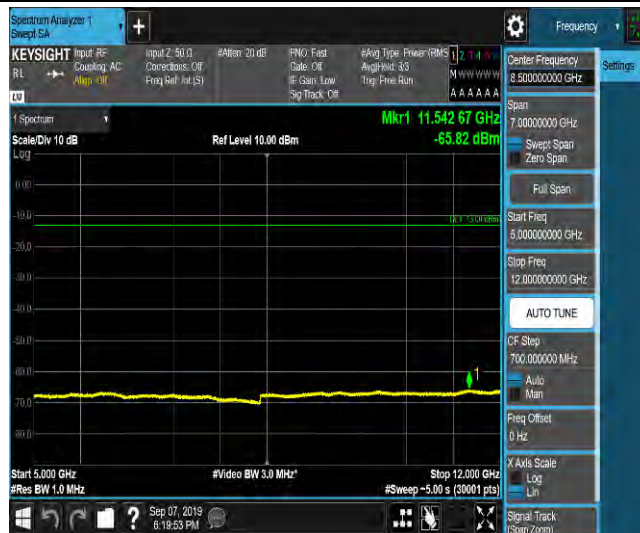 Spectrum Analyzer 1
Swept SA
+
Frequency
KEYSIGHT
RL
Input: RF
Coupling: AC
Align: Off
Input Z: 50 Ω
Corrections: Off
Freq Ref: Int (S)
#Atten: 20 dB
PNO: Fast
Gate: Off
IF Gain: Low
Sig Track: Off
#Avg Type: Power (RMS
Avg|Hold: 3/3
Trig: Free Run
M W W W W W
A A A A A A
1 Spectrum
Scale/Div 10 dB
Log
Ref Level 10.00 dBm
Mkr1 11.542 67 GHz
-65.82 dBm
0.00
-10.0
-20.0
-30.0
-40.0
-50.0
-60.0
-70.0
-80.0
1
Start 5.000 GHz
#Res BW 1.0 MHz
#Video BW 3.0 MHz*
Stop 12.000 GHz
#Sweep ~5.00 s (30001 pts)
Sep 07, 2019
6:19:53 PM
Center Frequency
8.500000000 GHz
Settings
Span
7.00000000 GHz
Swept Span
Zero Span
Full Span
Start Freq
5.000000000 GHz
Stop Freq
12.000000000 GHz
AUTO TUNE
CF Step
700.000000 MHz
Auto
Man
Freq Offset
0 Hz
X Axis Scale
Log
Lin
Signal Track
(Span Zoom)